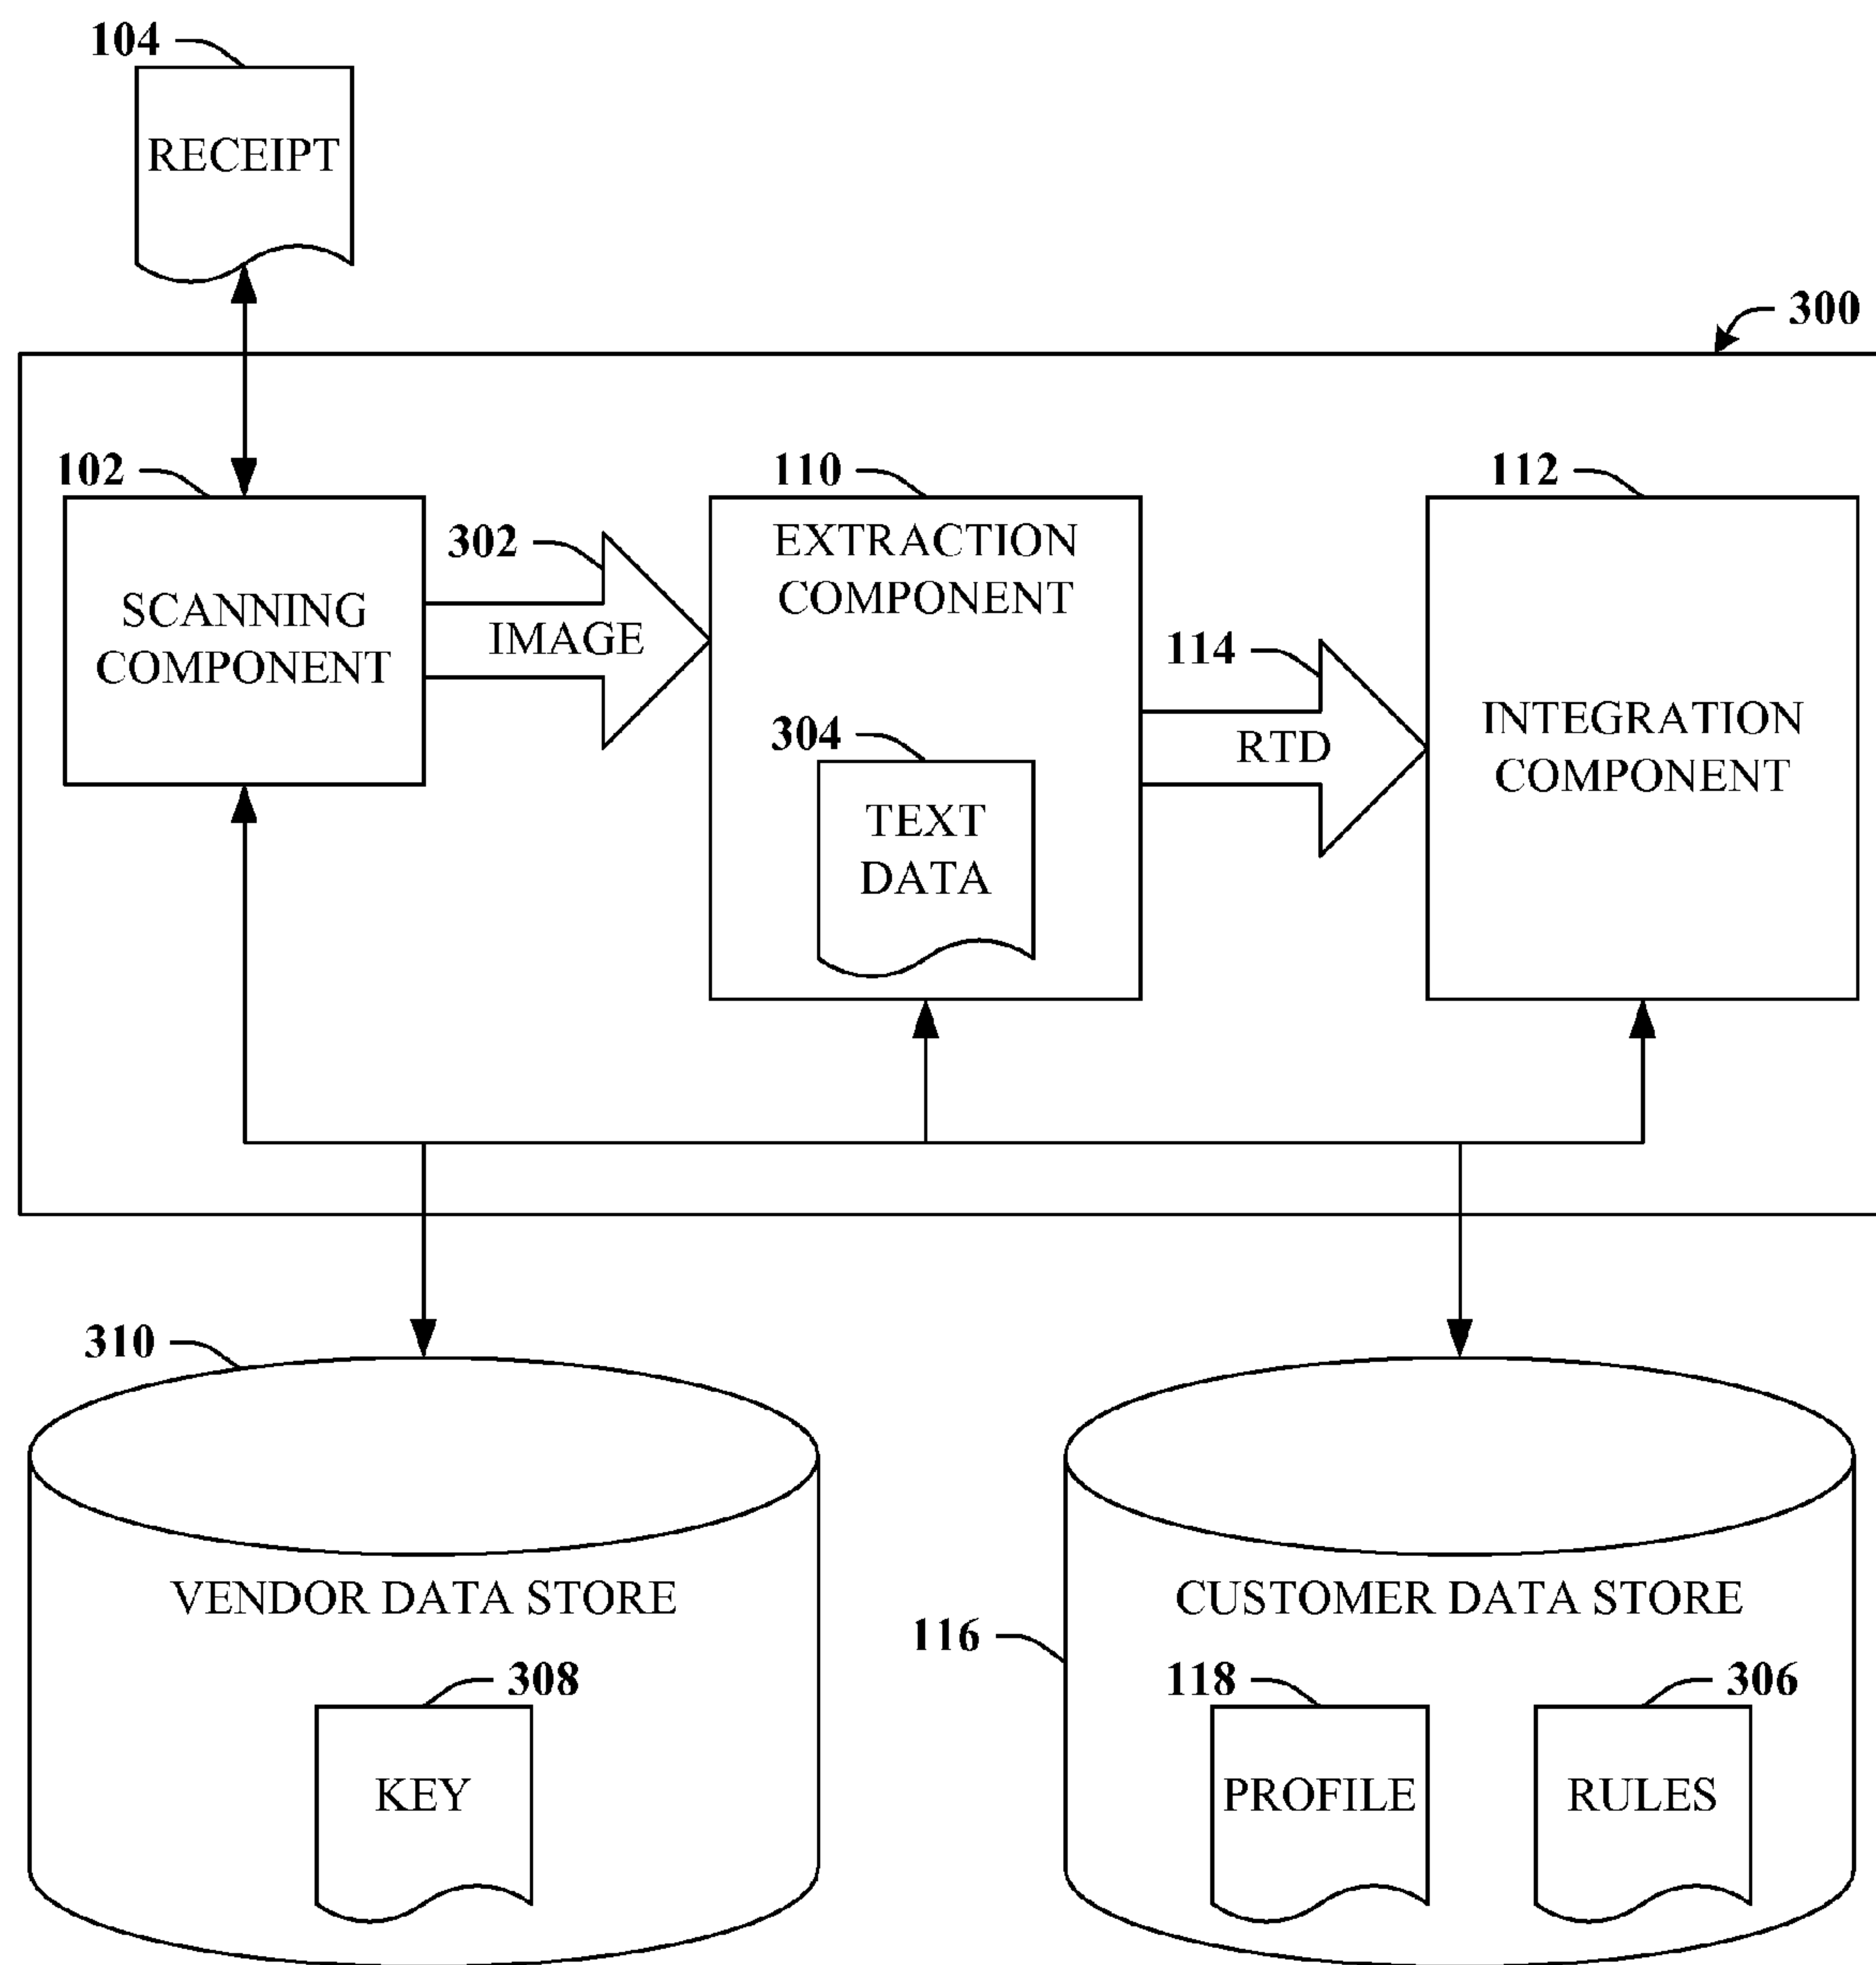 104
RECEIPT
300
102
SCANNING
COMPONENT
302
IMAGE
110
EXTRACTION
COMPONENT
304
TEXT
DATA
114
RTD
112
INTEGRATION
COMPONENT
310
VENDOR DATA STORE
308
KEY
116
CUSTOMER DATA STORE
118
PROFILE
306
RULES